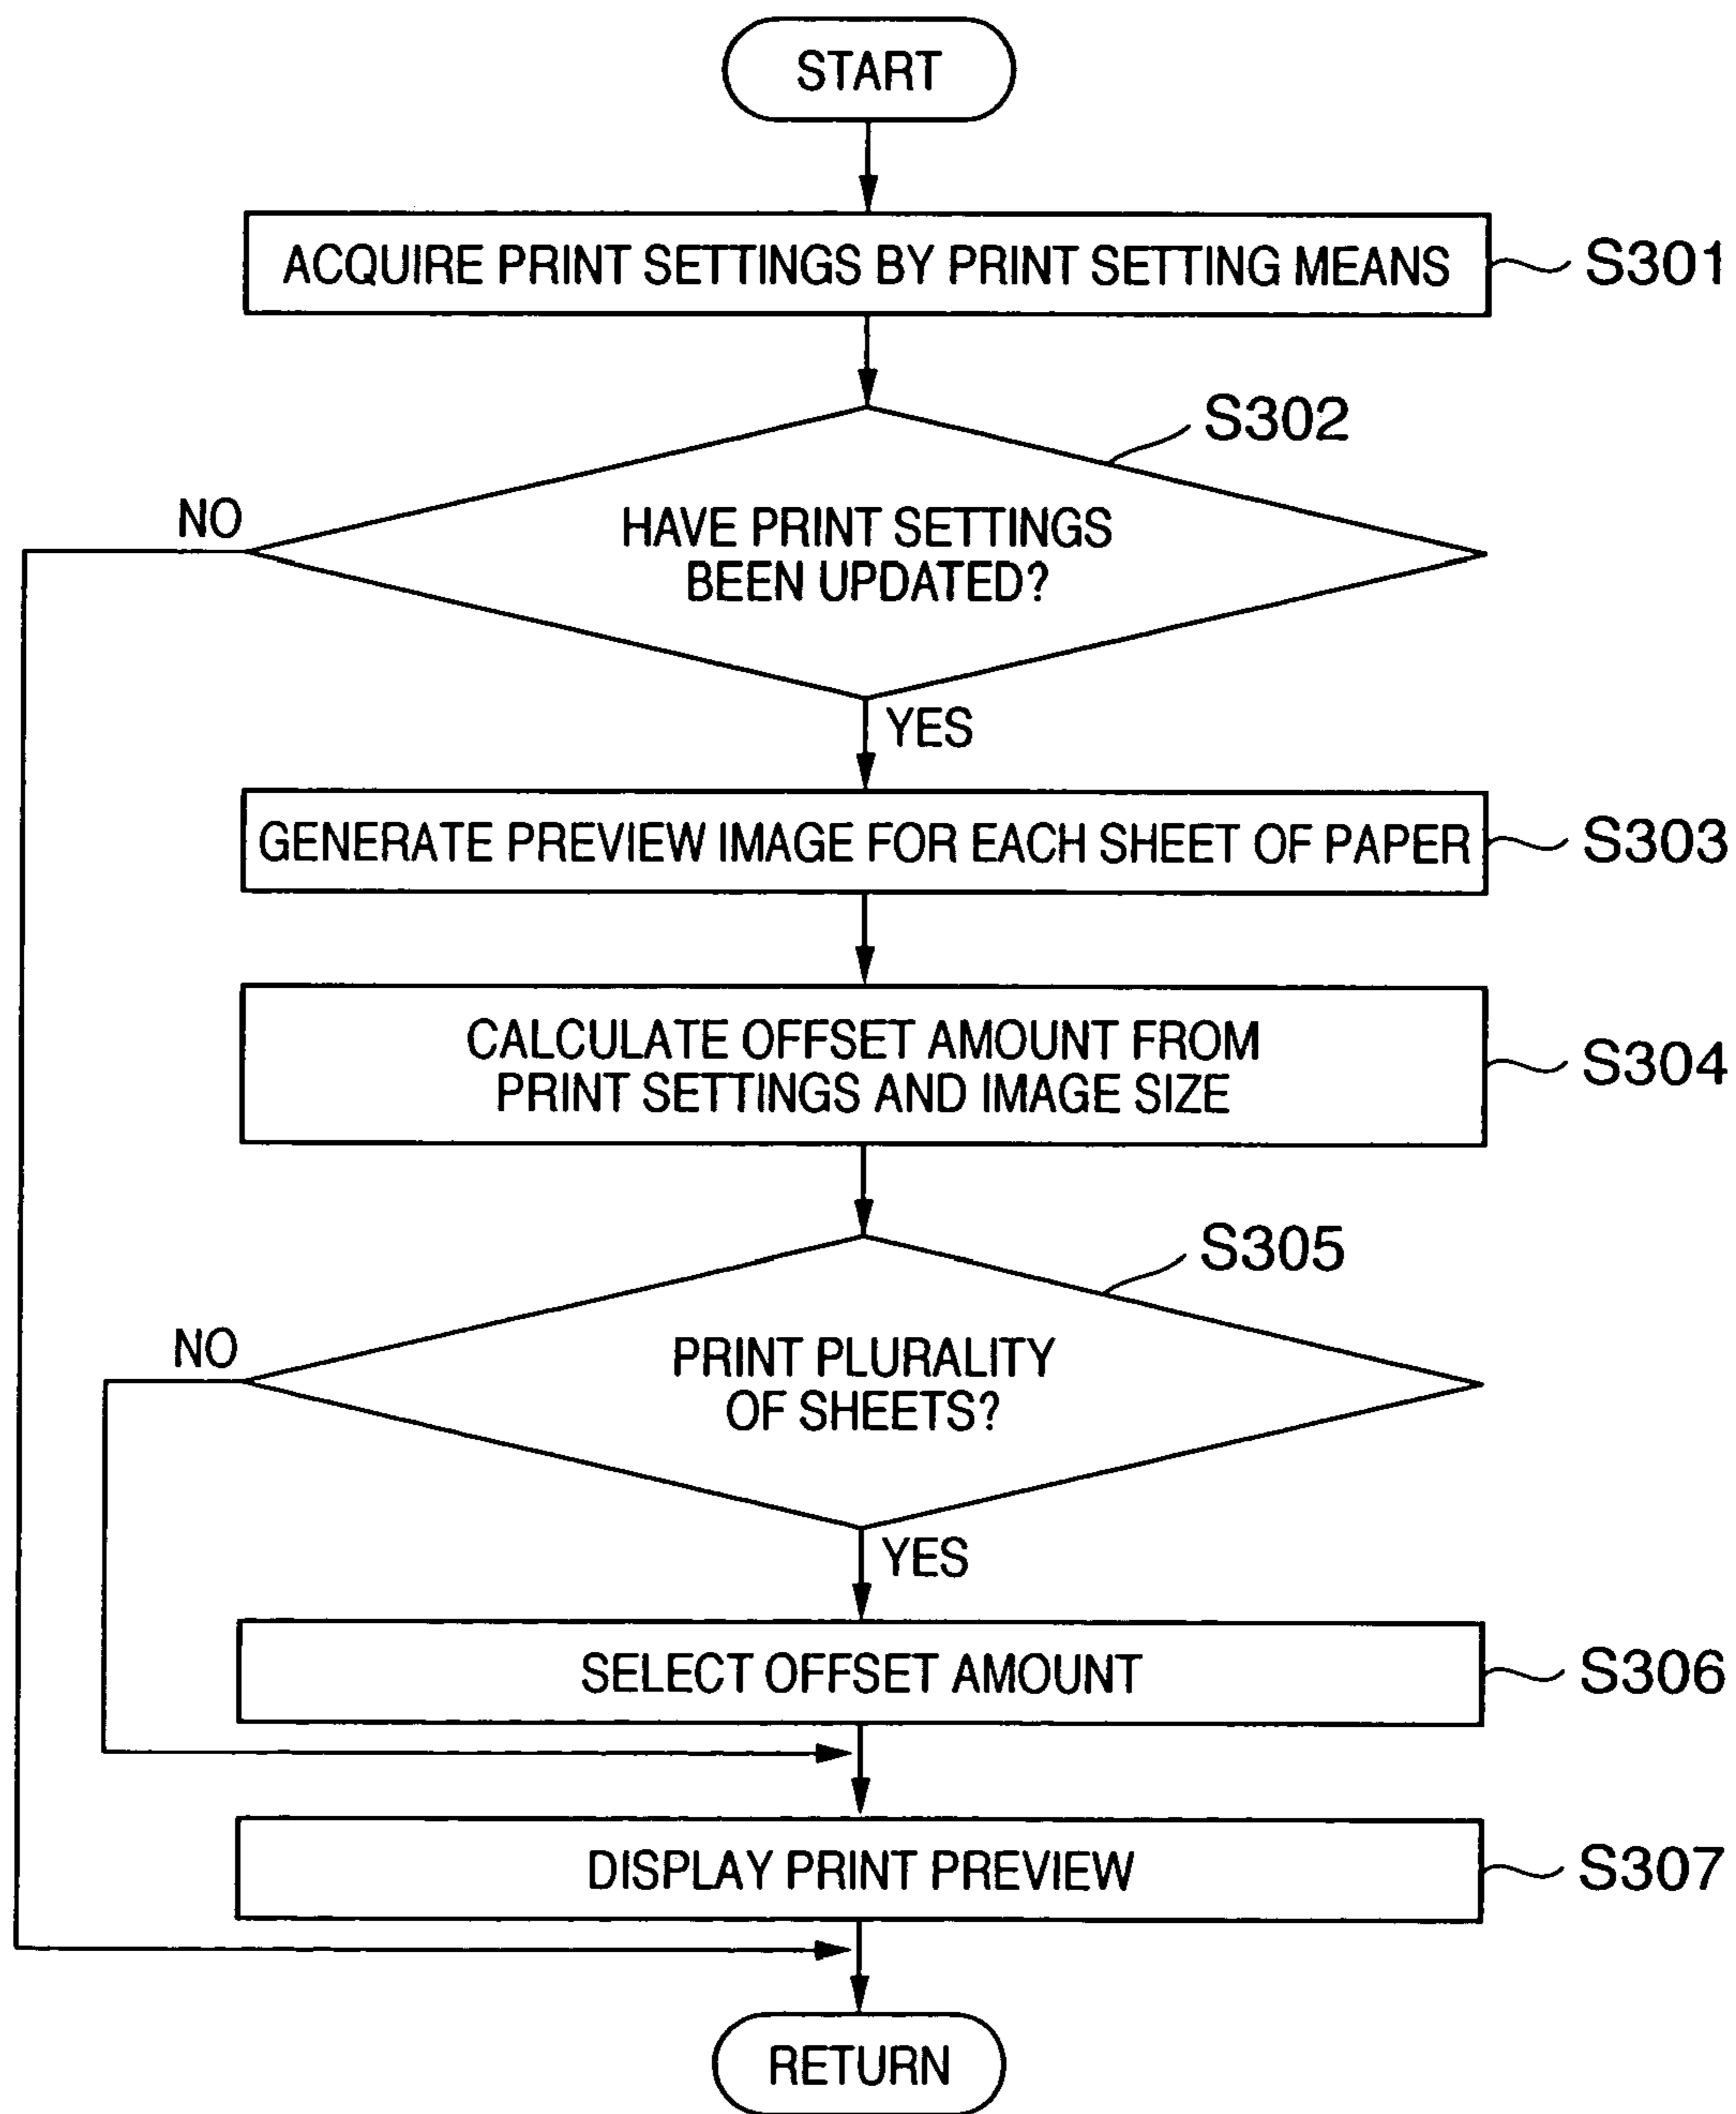 START
ACQUIRE PRINT SETTINGS BY PRINT SETTING MEANS
S301
S302
NO
HAVE PRINT SETTINGS
BEEN UPDATED?
YES
GENERATE PREVIEW IMAGE FOR EACH SHEET OF PAPER
S303
CALCULATE OFFSET AMOUNT FROM
PRINT SETTINGS AND IMAGE SIZE
S304
S305
NO
PRINT PLURALITY
OF SHEETS?
YES
SELECT OFFSET AMOUNT
S306
DISPLAY PRINT PREVIEW
S307
RETURN